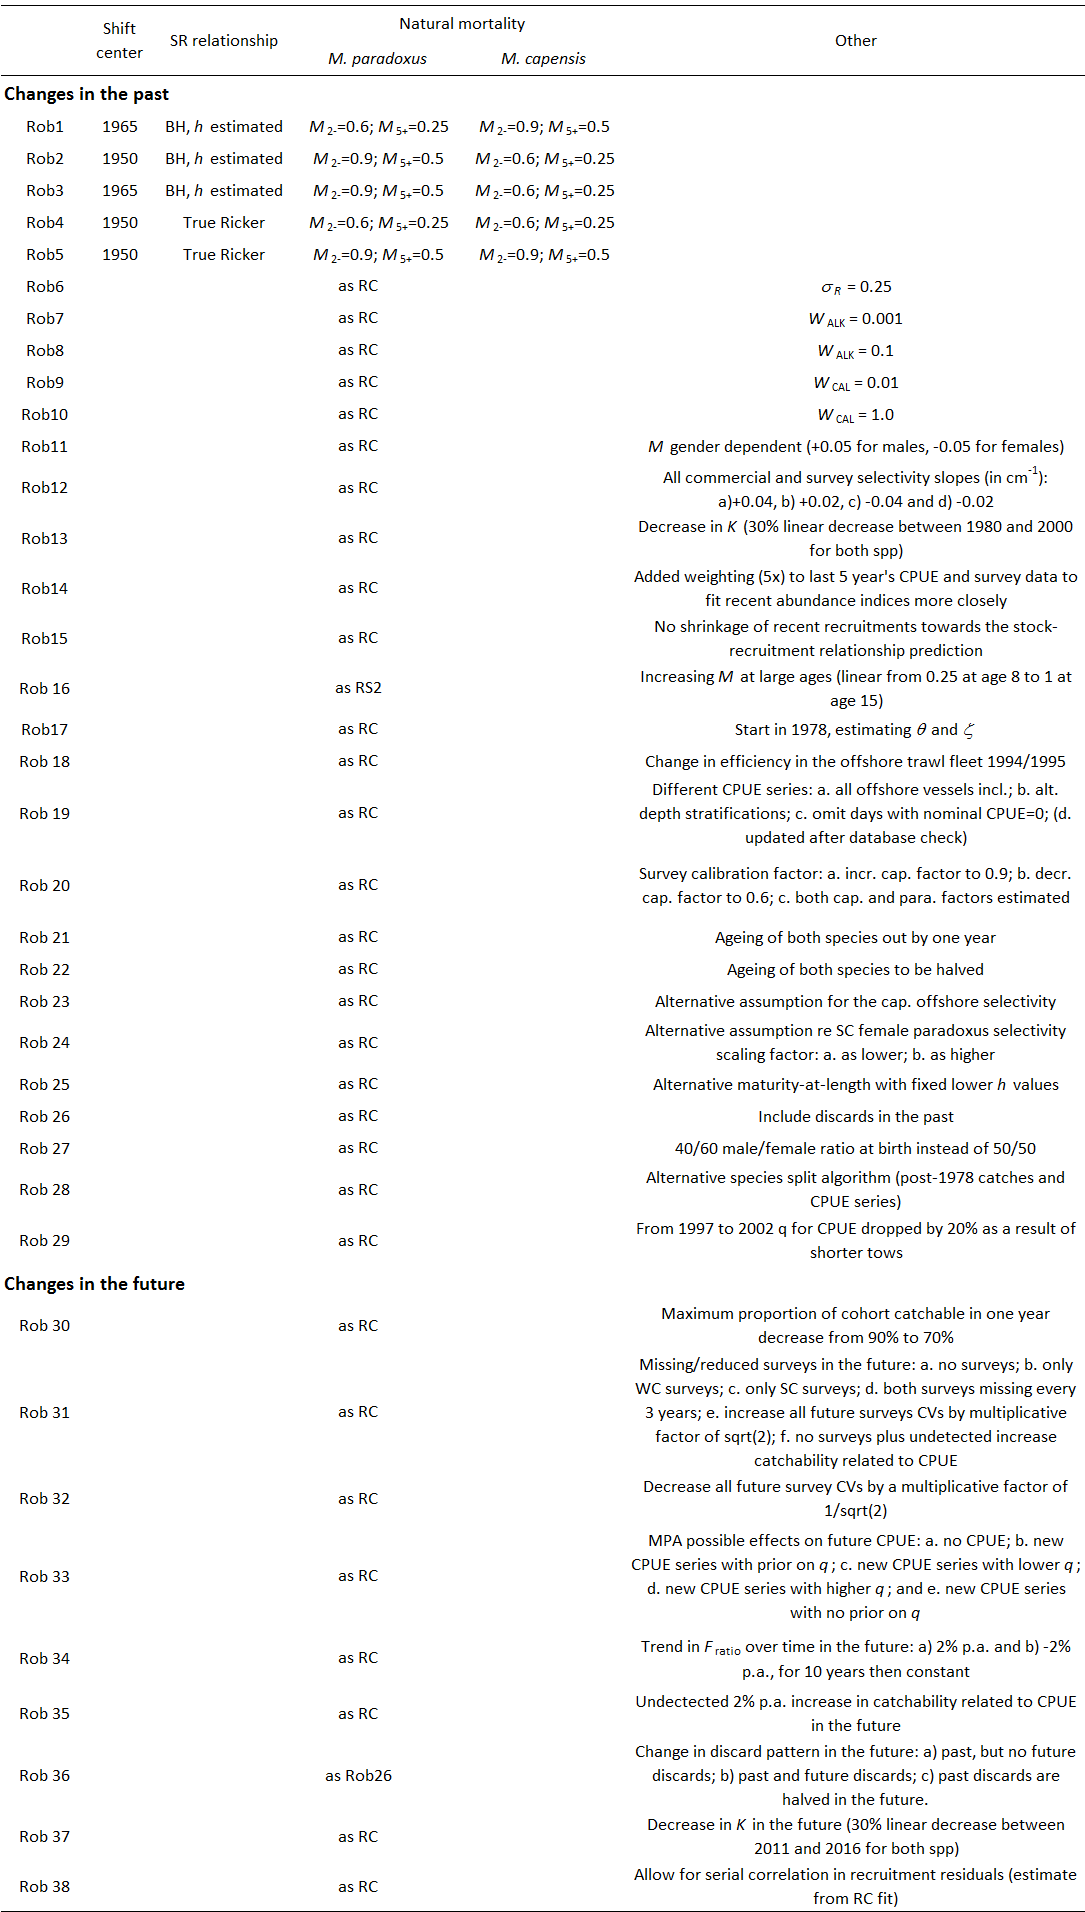 Shift center SR relationship Natural mortality Other
M. paradoxus M. capensis
Changes in the past
Rob1 1965 BH, h estimated M 2-=0.6; M 5+=0.25 M 2-=0.9; M 5+=0.5
Rob2 1950 BH, h estimated M 2-=0.9; M 5+=0.5 M 2-=0.6; M 5+=0.25
Rob3 1965 BH, h estimated M 2-=0.9; M 5+=0.5 M 2-=0.6; M 5+=0.25
Rob4 1950 True Ricker M 2-=0.6; M 5+=0.25 M 2-=0.6; M 5+=0.25
Rob5 1950 True Ricker M 2-=0.9; M 5+=0.5 M 2-=0.9; M 5+=0.5
Rob6 as RC σ R = 0.25
Rob7 as RC W ALK = 0.001
Rob8 as RC W ALK = 0.1
Rob9 as RC W CAL = 0.01
Rob10 as RC W CAL = 1.0
Rob11 as RC M gender dependent (+0.05 for males, -0.05 for females)
Rob12 as RC All commercial and survey selectivity slopes (in cm-1):
a)+0.04, b) +0.02, c) -0.04 and d) -0.02
Rob13 as RC Decrease in K (30% linear decrease between 1980 and 2000
for both spp)
Rob14 as RC Added weighting (5x) to last 5 year's CPUE and survey data to
fit recent abundance indices more closely
Rob15 as RC No shrinkage of recent recruitments towards the stock-
recruitment relationship prediction
Rob 16 as RS2 Increasing M at large ages (linear from 0.25 at age 8 to 1 at
age 15)
Rob17 as RC Start in 1978, estimating θ and ζ
Rob 18 as RC Change in efficiency in the offshore trawl fleet 1994/1995
Rob 19 as RC Different CPUE series: a. all offshore vessels incl.; b. alt.
depth stratifications; c. omit days with nominal CPUE=0; (d.
updated after database check)
Rob 20 as RC Survey calibration factor: a. incr. cap. factor to 0.9; b. decr.
cap. factor to 0.6; c. both cap. and para. factors estimated
Rob 21 as RC Ageing of both species out by one year
Rob 22 as RC Ageing of both species to be halved
Rob 23 as RC Alternative assumption for the cap. offshore selectivity
Rob 24 as RC Alternative assumption re SC female paradoxus selectivity
scaling factor: a. as lower; b. as higher
Rob 25 as RC Alternative maturity-at-length with fixed lower h values
Rob 26 as RC Include discards in the past
Rob 27 as RC 40/60 male/female ratio at birth instead of 50/50
Rob 28 as RC Alternative species split algorithm (post-1978 catches and
CPUE series)
Rob 29 as RC From 1997 to 2002 q for CPUE dropped by 20% as a result of
shorter tows
Changes in the future
Rob 30 as RC Maximum proportion of cohort catchable in one year
decrease from 90% to 70%
Rob 31 as RC Missing/reduced surveys in the future: a. no surveys; b. only
WC surveys; c. only SC surveys; d. both surveys missing every
3 years; e. increase all future surveys CVs by multiplicative
factor of sqrt(2); f. no surveys plus undetected increase
catchability related to CPUE
Rob 32 as RC Decrease all future survey CVs by a multiplicative factor of
1/sqrt(2)
Rob 33 as RC MPA possible effects on future CPUE: a. no CPUE; b. new
CPUE series with prior on q ; c. new CPUE series with lower q ;
d. new CPUE series with higher q ; and e. new CPUE series
with no prior on q
Rob 34 as RC Trend in F ratio over time in the future: a) 2% p.a. and b) -2%
p.a., for 10 years then constant
Rob 35 as RC Undectected 2% p.a. increase in catchability related to CPUE
in the future
Rob 36 as Rob26 Change in discard pattern in the future: a) past, but no future
discards; b) past and future discards; c) past discards are
halved in the future.
Rob 37 as RC Decrease in K in the future (30% linear decrease between
2011 and 2016 for both spp)
Rob 38 as RC Allow for serial correlation in recruitment residuals (estimate
from RC fit)